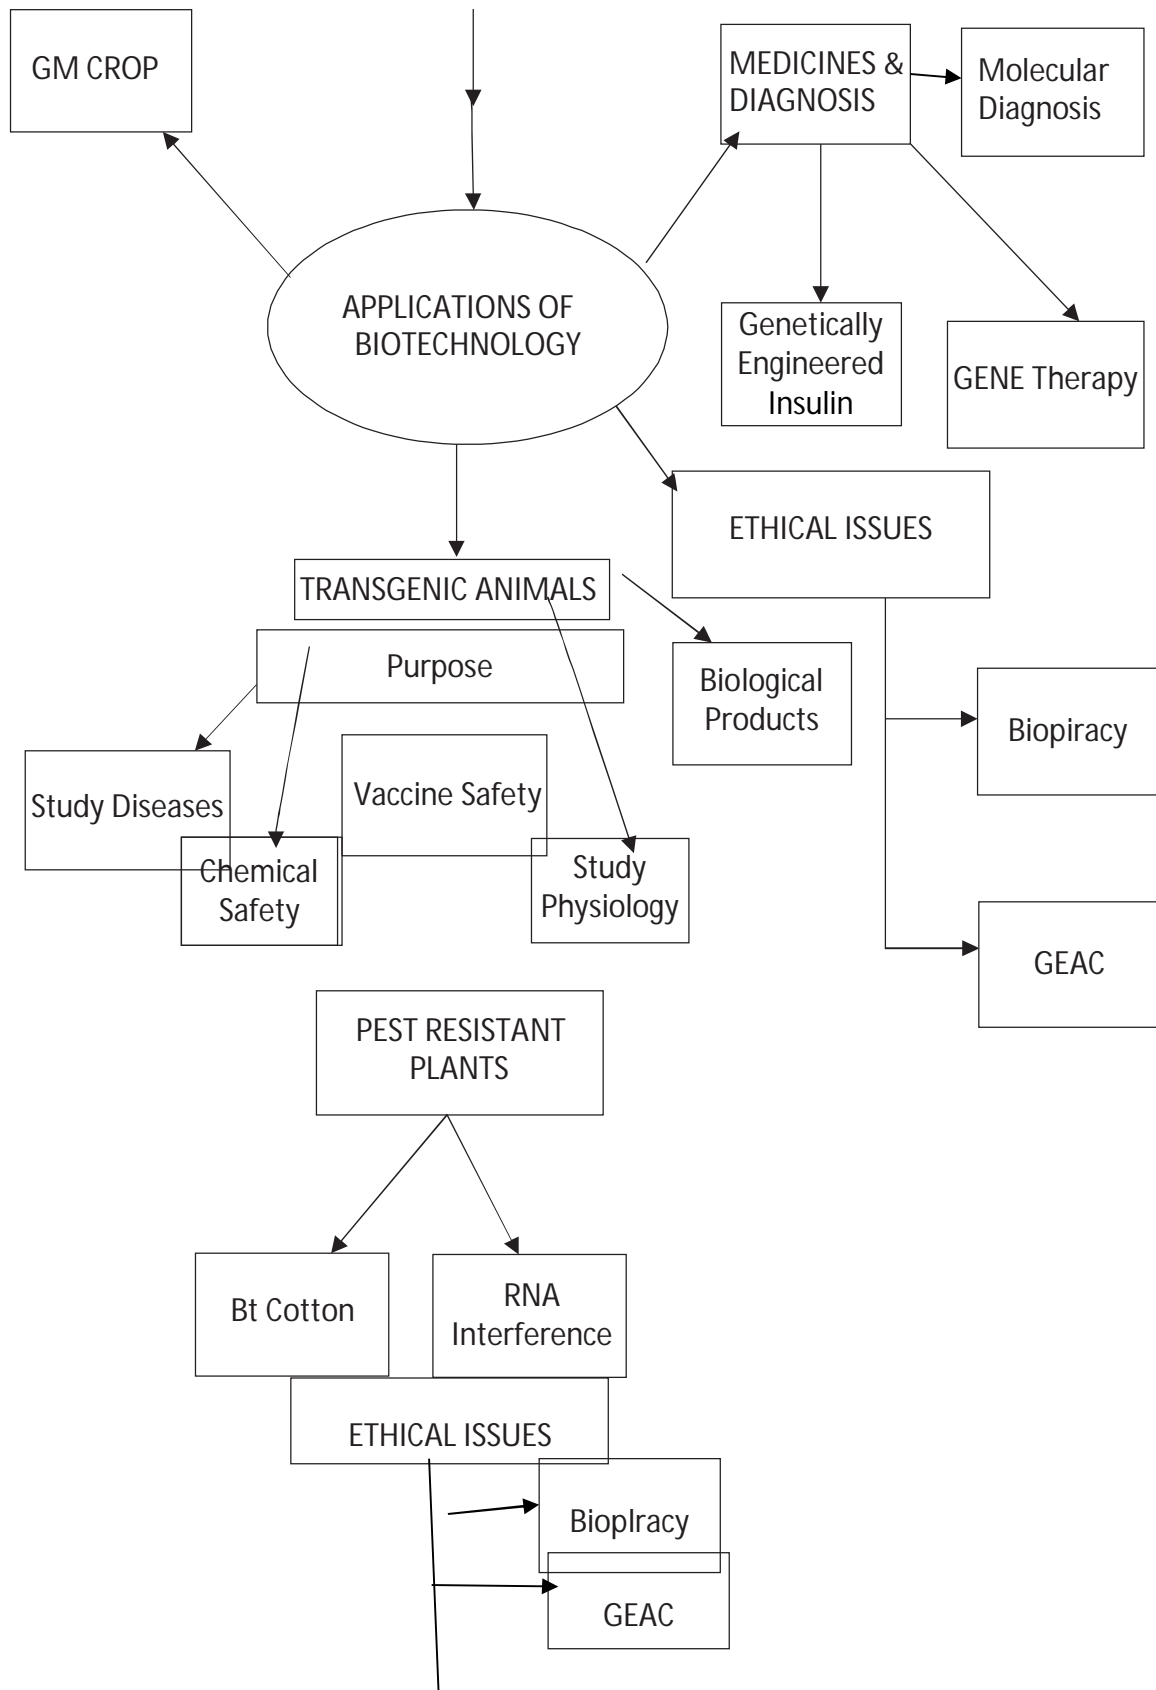 GM CROP
MEDICINES &
DIAGNOSIS
Molecular
Diagnosis
APPLICATIONS OF
BIOTECHNOLOGY
Genetically
Engineered
Insulin
GENE Therapy
ETHICAL ISSUES
TRANSGENIC ANIMALS
Purpose
Biological
Products
Biopiracy
Study Diseases
Vaccine Safety
Chemical
Safety
Study
Physiology
GEAC
PEST RESISTANT
PLANTS
Bt Cotton
RNA
Interference
ETHICAL ISSUES
BiopIracy
GEAC